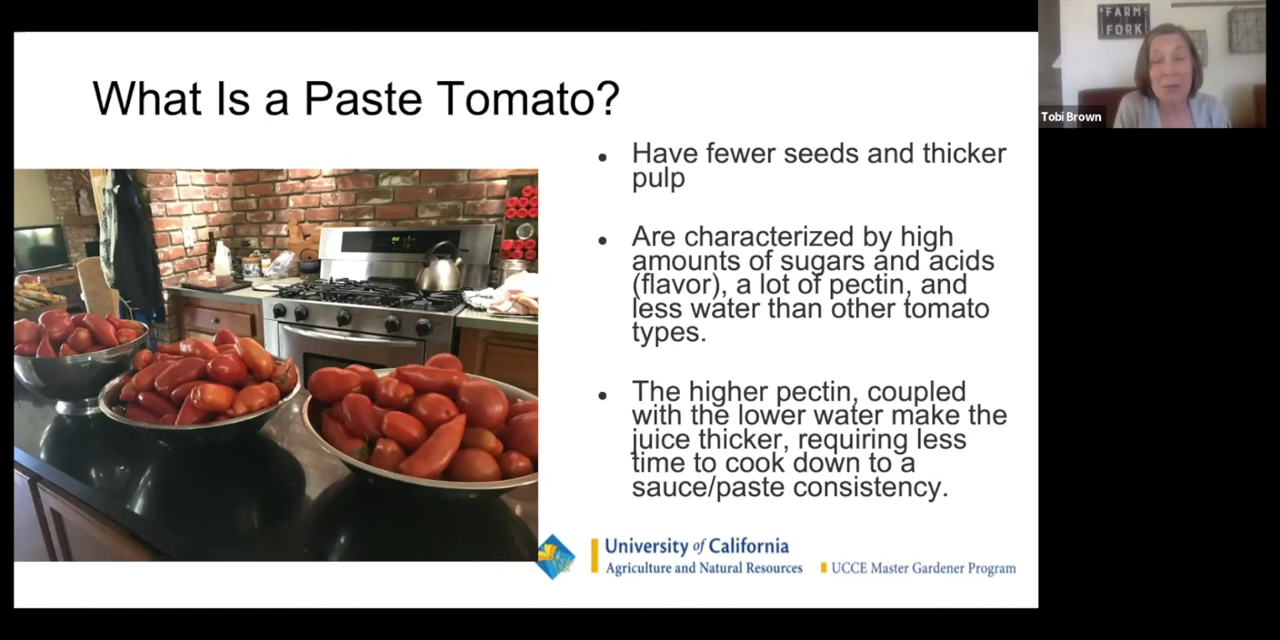 What Is a Paste Tomato?
• Have fewer seeds and thicker
pulp
• Are characterized by high
amounts of sugars and acids
(flavor), a lot of pectin, and
less water than other tomato
types.
• The higher pectin, coupled
with the lower water make the
juice thicker, requiring less
time to cook down to a
sauce/paste consistency.
University of California
Agriculture and Natural Resources
UCCE Master Gardener Program
FARM
FORK
Tobi Brown